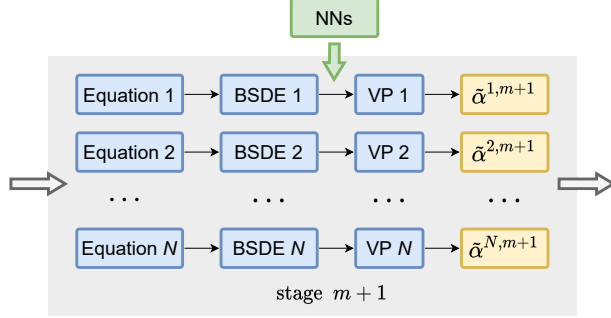 NNs
Equation 1 BSDE 1 VP 1 α̃^{1,m+1}
Equation 2 BSDE 2 VP 2 α̃^{2,m+1}
... ... ... ...
Equation N BSDE N VP N α̃^{N,m+1}
stage m + 1